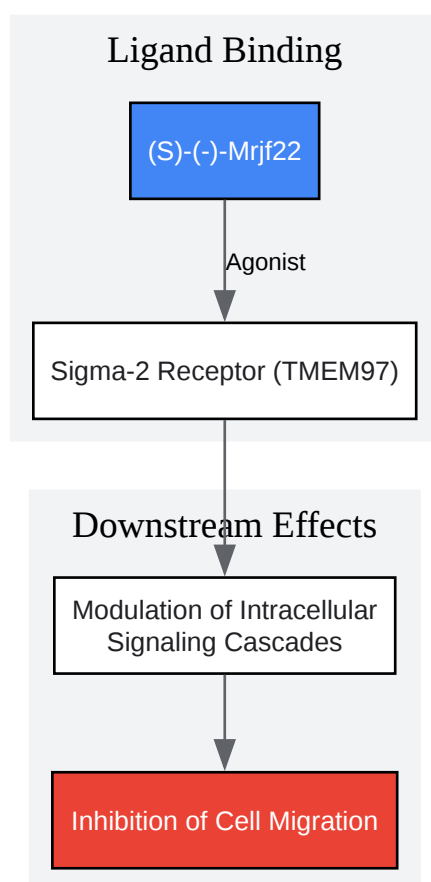 Ligand Binding
(S)-(-)-Mrjf22
Agonist
Sigma-2 Receptor (TMEM97)
Downstream Effects
Modulation of Intracellular
Signaling Cascades
Inhibition of Cell Migration